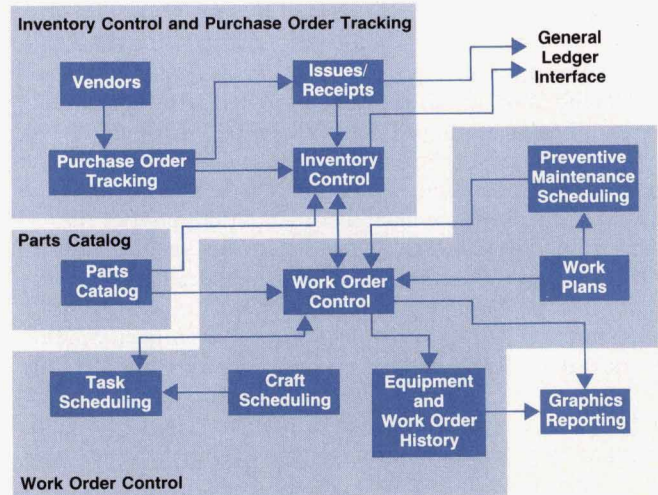 Inventory Control and Purchase Order Tracking
Vendors
Issues/
Receipts
General
Ledger
Interface
Purchase Order
Tracking
Inventory
Control
Preventive
Maintenance
Scheduling
Parts Catalog
Parts
Catalog
Work Order
Control
Work
Plans
Task
Scheduling
Craft
Scheduling
Equipment
and
Work Order
History
Graphics
Reporting
Work Order Control